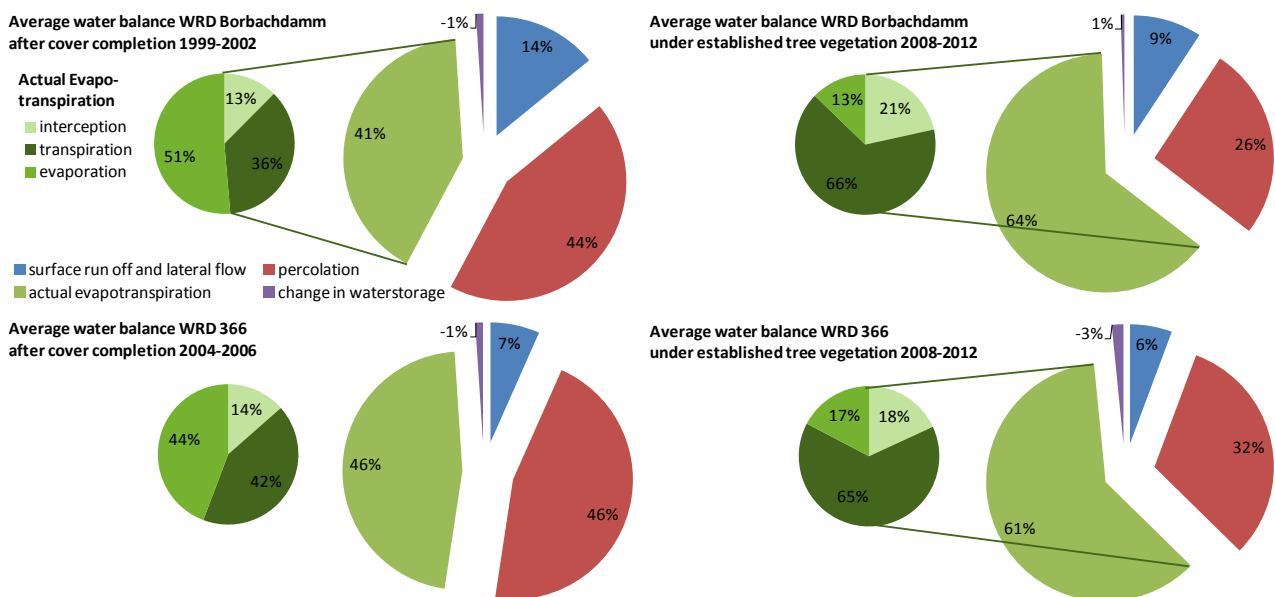 Average water balance WRD Borbachdamm
after cover completion 1999-2002
Actual Evapo-
transpiration
interception
transpiration
evaporation
13%
36%
51%
-1%
14%
41%
44%
surface run off and lateral flow
percolation
actual evapotranspiration
change in waterstorage
Average water balance WRD Borbachdamm
under established tree vegetation 2008-2012
13%
21%
66%
1%
9%
26%
64%
Average water balance WRD 366
after cover completion 2004-2006
14%
44%
42%
-1%
7%
46%
46%
Average water balance WRD 366
under established tree vegetation 2008-2012
17%
18%
65%
-3%
6%
32%
61%